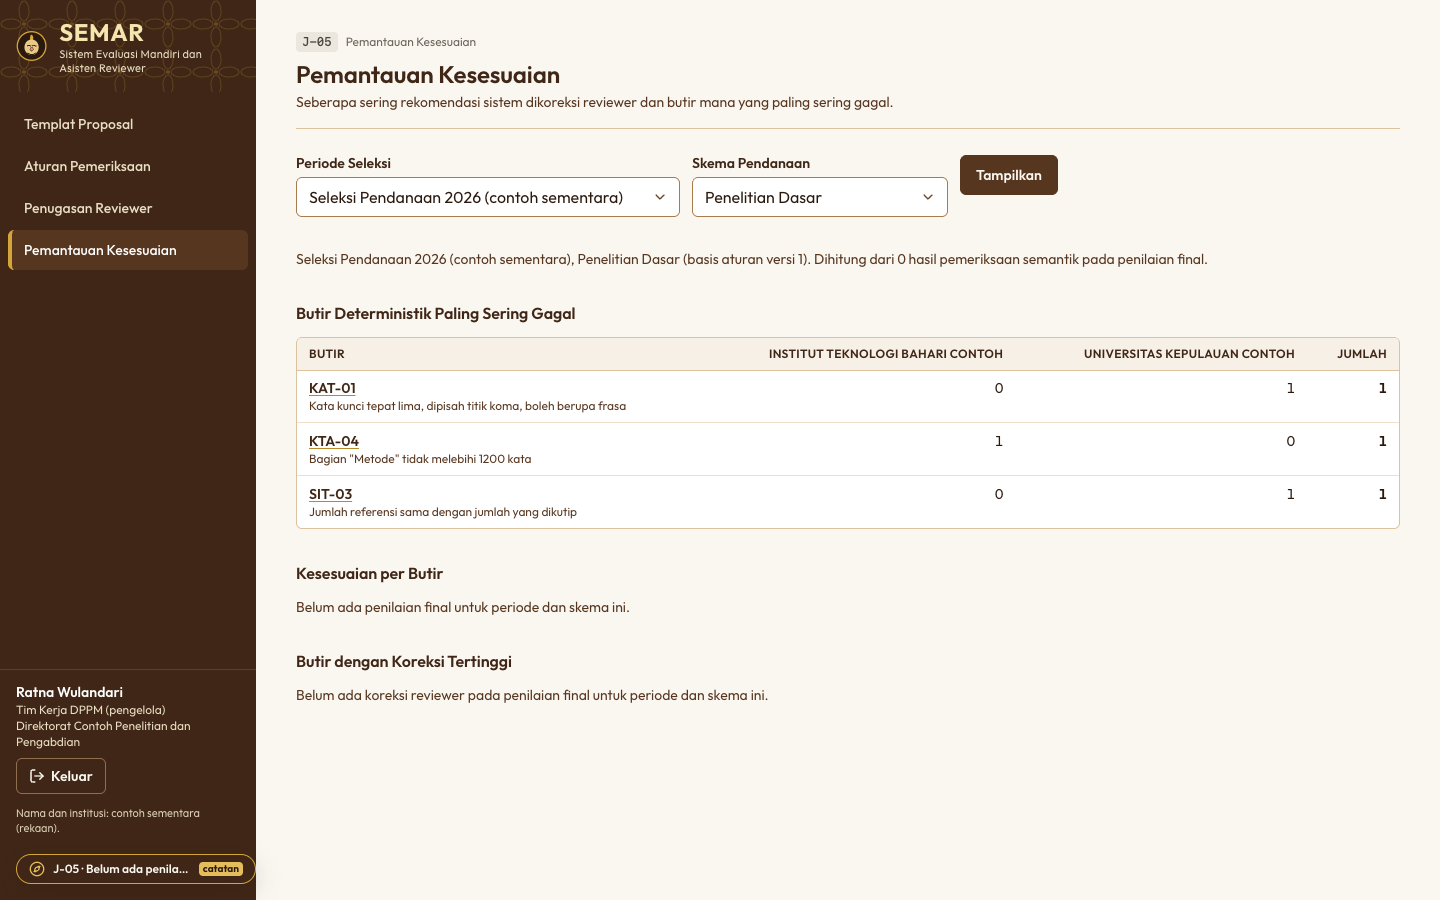 SEMAR
Sistem Evaluasi Mandiri dan
Asisten Reviewer
Templat Proposal
Aturan Pemeriksaan
Penugasan Reviewer
Pemantauan Kesesuaian
Ratna Wulandari
Tim Kerja DPPM (pengelola)
Direktorat Contoh Penelitian dan
Pengabdian
Keluar
Nama dan institusi: contoh sementara
(rekaan).
J-05 · Belum ada penila... catatan
J-05 Pemantauan Kesesuaian
Pemantauan Kesesuaian
Seberapa sering rekomendasi sistem dikoreksi reviewer dan butir mana yang paling sering gagal.
Periode Seleksi Skema Pendanaan
Seleksi Pendanaan 2026 (contoh sementara) Penelitian Dasar Tampilkan
Seleksi Pendanaan 2026 (contoh sementara), Penelitian Dasar (basis aturan versi 1). Dihitung dari 0 hasil pemeriksaan semantik pada penilaian final.
Butir Deterministik Paling Sering Gagal
BUTIR INSTITUT TEKNOLOGI BAHARI CONTOH UNIVERSITAS KEPULAUAN CONTOH JUMLAH
KAT-01 0 1 1
Kata kunci tepat lima, dipisah titik koma, boleh berupa frasa
KTA-04 1 0 1
Bagian "Metode" tidak melebihi 1200 kata
SIT-03 0 1 1
Jumlah referensi sama dengan jumlah yang dikutip
Kesesuaian per Butir
Belum ada penilaian final untuk periode dan skema ini.
Butir dengan Koreksi Tertinggi
Belum ada koreksi reviewer pada penilaian final untuk periode dan skema ini.